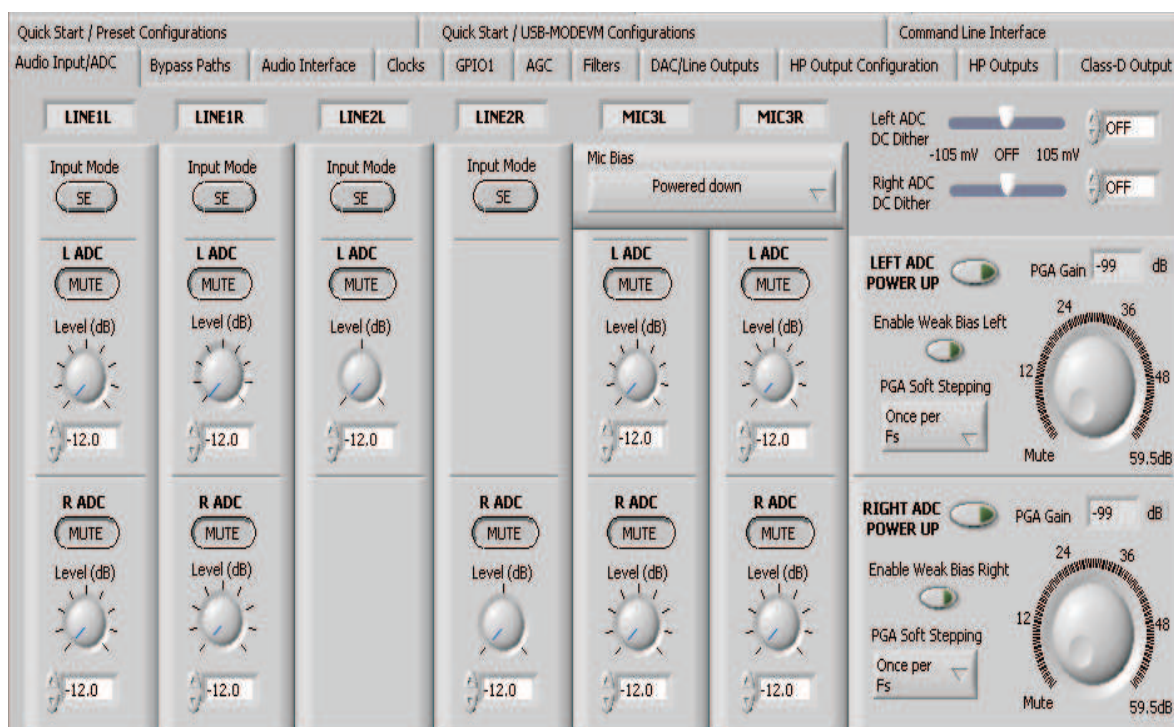 Quick Start / Preset Configurations
Quick Start / USB-MODEVM Configurations
Command Line Interface
Audio Input/ADC
Bypass Paths
Audio Interface
Clocks
GPIO1
AGC
Filters
DAC/Line Outputs
HP Output Configuration
HP Outputs
Class-D Output
LINE1L
LINE1R
LINE2L
LINE2R
MIC3L
MIC3R
Input Mode
SE
Input Mode
SE
Input Mode
SE
Input Mode
SE
Mic Bias
Powered down
Left ADC
DC Dither
-105 mV OFF 105 mV
OFF
Right ADC
DC Dither
OFF
L ADC
MUTE
Level (dB)
-12.0
L ADC
MUTE
Level (dB)
-12.0
L ADC
MUTE
Level (dB)
-12.0
L ADC
MUTE
Level (dB)
-12.0
L ADC
MUTE
Level (dB)
-12.0
LEFT ADC
POWER UP
PGA Gain -99 dB
Enable Weak Bias Left
PGA Soft Stepping
Once per
Fs
24
36
12
48
Mute
59.5dB
R ADC
MUTE
Level (dB)
-12.0
R ADC
MUTE
Level (dB)
-12.0
R ADC
MUTE
Level (dB)
-12.0
R ADC
MUTE
Level (dB)
-12.0
R ADC
MUTE
Level (dB)
-12.0
RIGHT ADC
POWER UP
PGA Gain -99 dB
Enable Weak Bias Right
PGA Soft Stepping
Once per
Fs
24
36
12
48
Mute
59.5dB